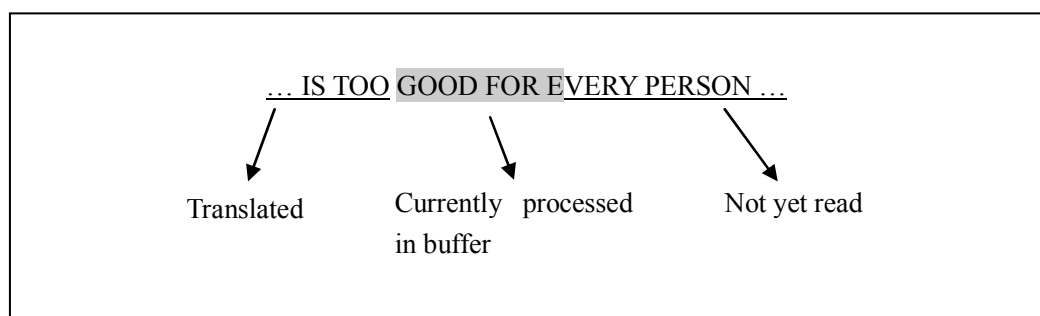 … IS TOO GOOD FOR EVERY PERSON …
Translated
Currently processed
in buffer
Not yet read